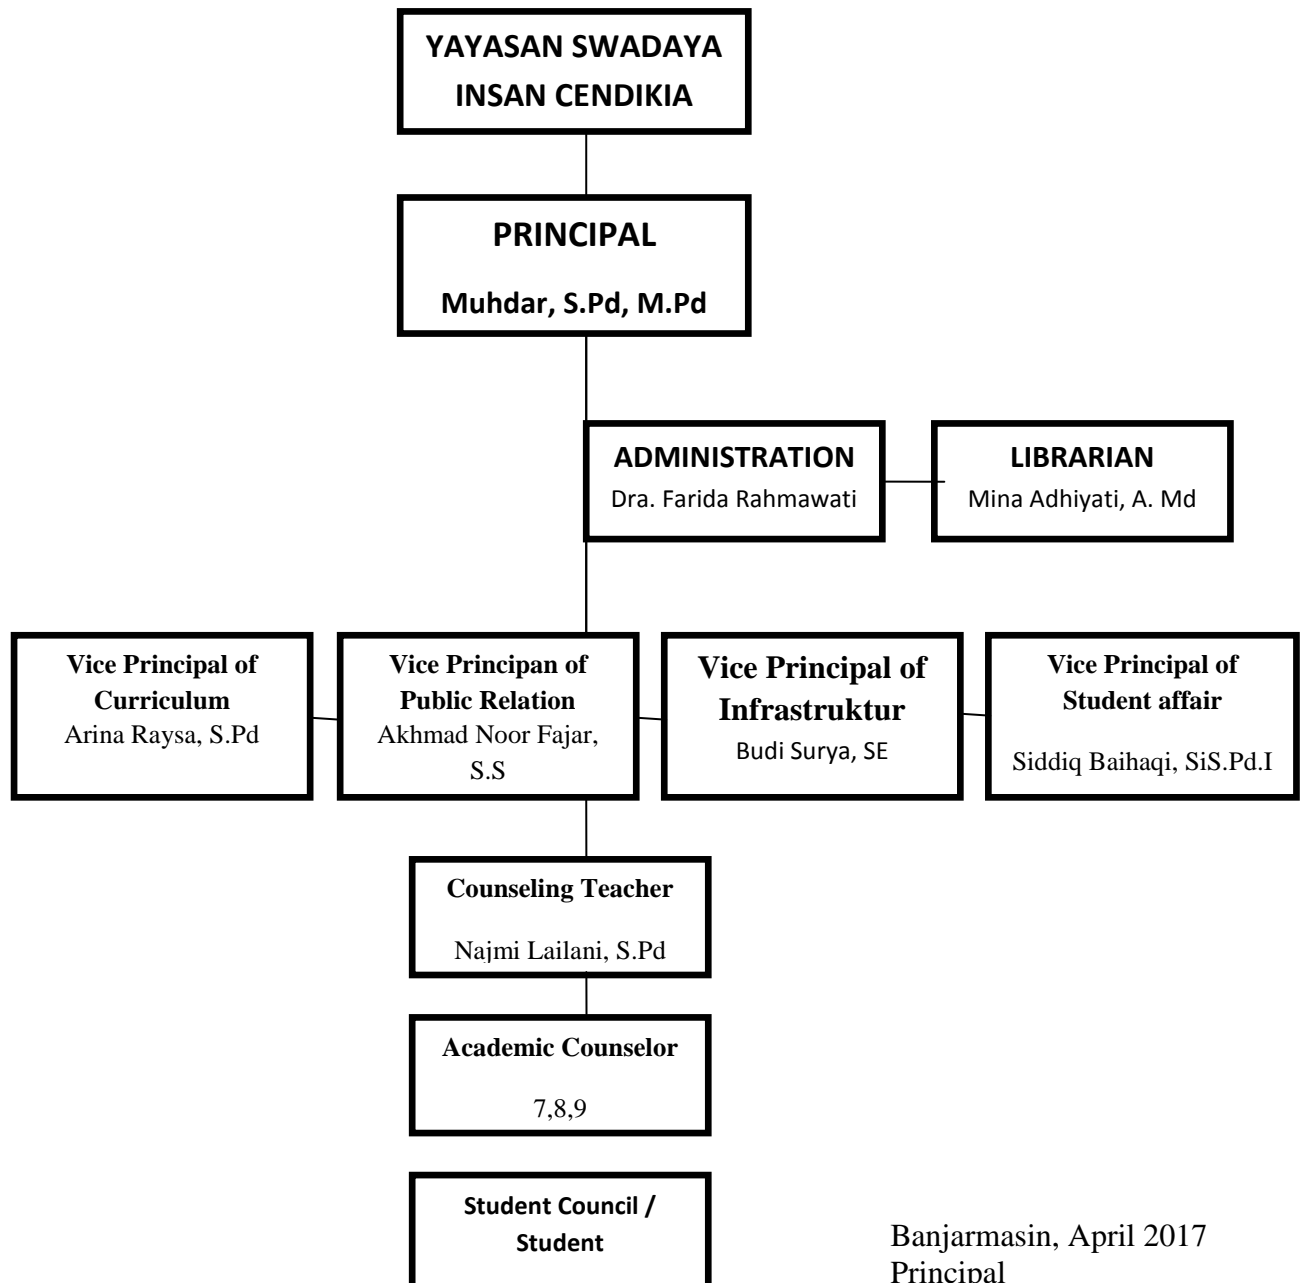 YAYASAN SWADAYA
INSAN CENDIKIA
PRINCIPAL
Muhdar, S.Pd, M.Pd
ADMINISTRATION
Dra. Farida Rahmawati
LIBRARIAN
Mina Adhiyati, A. Md
Vice Principal of
Curriculum
Arina Raysa, S.Pd
Vice Principan of
Public Relation
Akhmad Noor Fajar,
S.S
Vice Principal of
Infrastruktur
Budi Surya, SE
Vice Principal of
Student affair
Siddiq Baihaqi, SiS.Pd.I
Counseling Teacher
Najmi Lailani, S.Pd
Academic Counselor
7,8,9
Student Council /
Student
Banjarmasin, April 2017
Principal